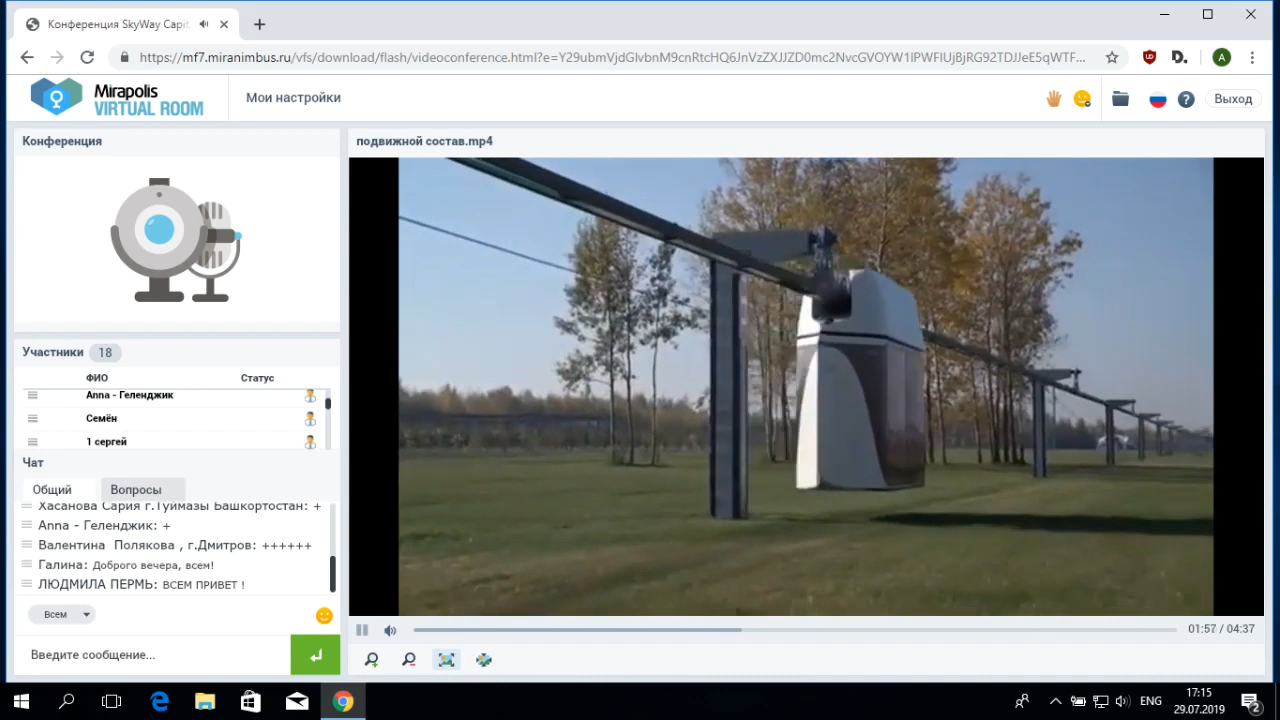 Конференция SkyWay Capit
https://mf7.miranimbus.ru/vfs/download/flash/videoconference.html?e=Y29ubmVjdGlvbnM9cnRtcHQ6JnVzZXJJZD0mc2NvcGVOYW1lPWFlUjBjRG92TDJJeE5qWTF...
Mirapolis
VIRTUAL ROOM
Мои настройки
Выход
Конференция
подвижной состав.mp4
Участники 18
ФИО Статус
Anna - Геленджик
Семён
1 сергей
Чат
Общий Вопросы
Хасанова Сария г.Туймазы Башкортостан: +
Anna - Геленджик: +
Валентина Полякова , г.Дмитров: ++++++
Галина: Доброго вечера, всем!
ЛЮДМИЛА ПЕРМЬ: ВСЕМ ПРИВЕТ !
Всем
01:57 / 04:37
Введите сообщение...
ENG
17:15
29.07.2019
2